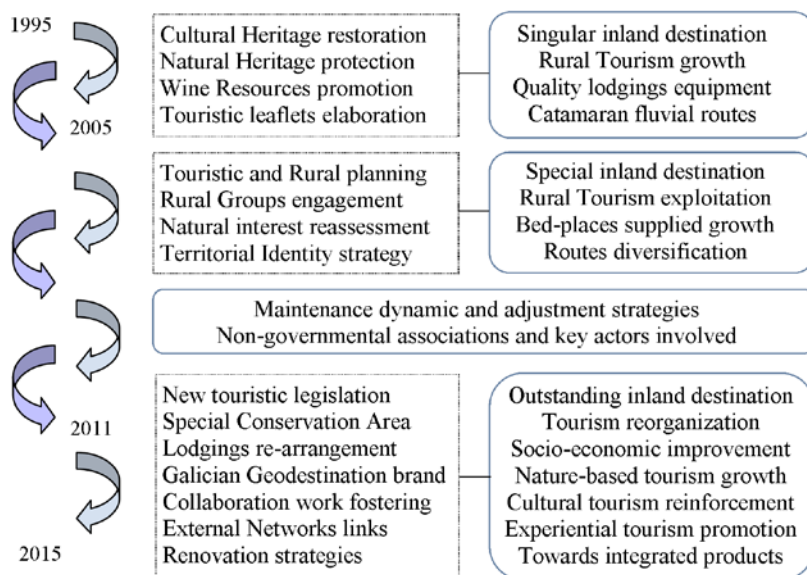 1995
Cultural Heritage restoration
Natural Heritage protection
Wine Resources promotion
Touristic leaflets elaboration
Singular inland destination
Rural Tourism growth
Quality lodgings equipment
Catamaran fluvial routes
2005
Touristic and Rural planning
Rural Groups engagement
Natural interest reassessment
Territorial Identity strategy
Special inland destination
Rural Tourism exploitation
Bed-places supplied growth
Routes diversification
Maintenance dynamic and adjustment strategies
Non-governmental associations and key actors involved
2011
New touristic legislation
Special Conservation Area
Lodgings re-arrangement
Galician Geodestination brand
Collaboration work fostering
External Networks links
Renovation strategies
Outstanding inland destination
Tourism reorganization
Socio-economic improvement
Nature-based tourism growth
Cultural tourism reinforcement
Experiential tourism promotion
Towards integrated products
2015